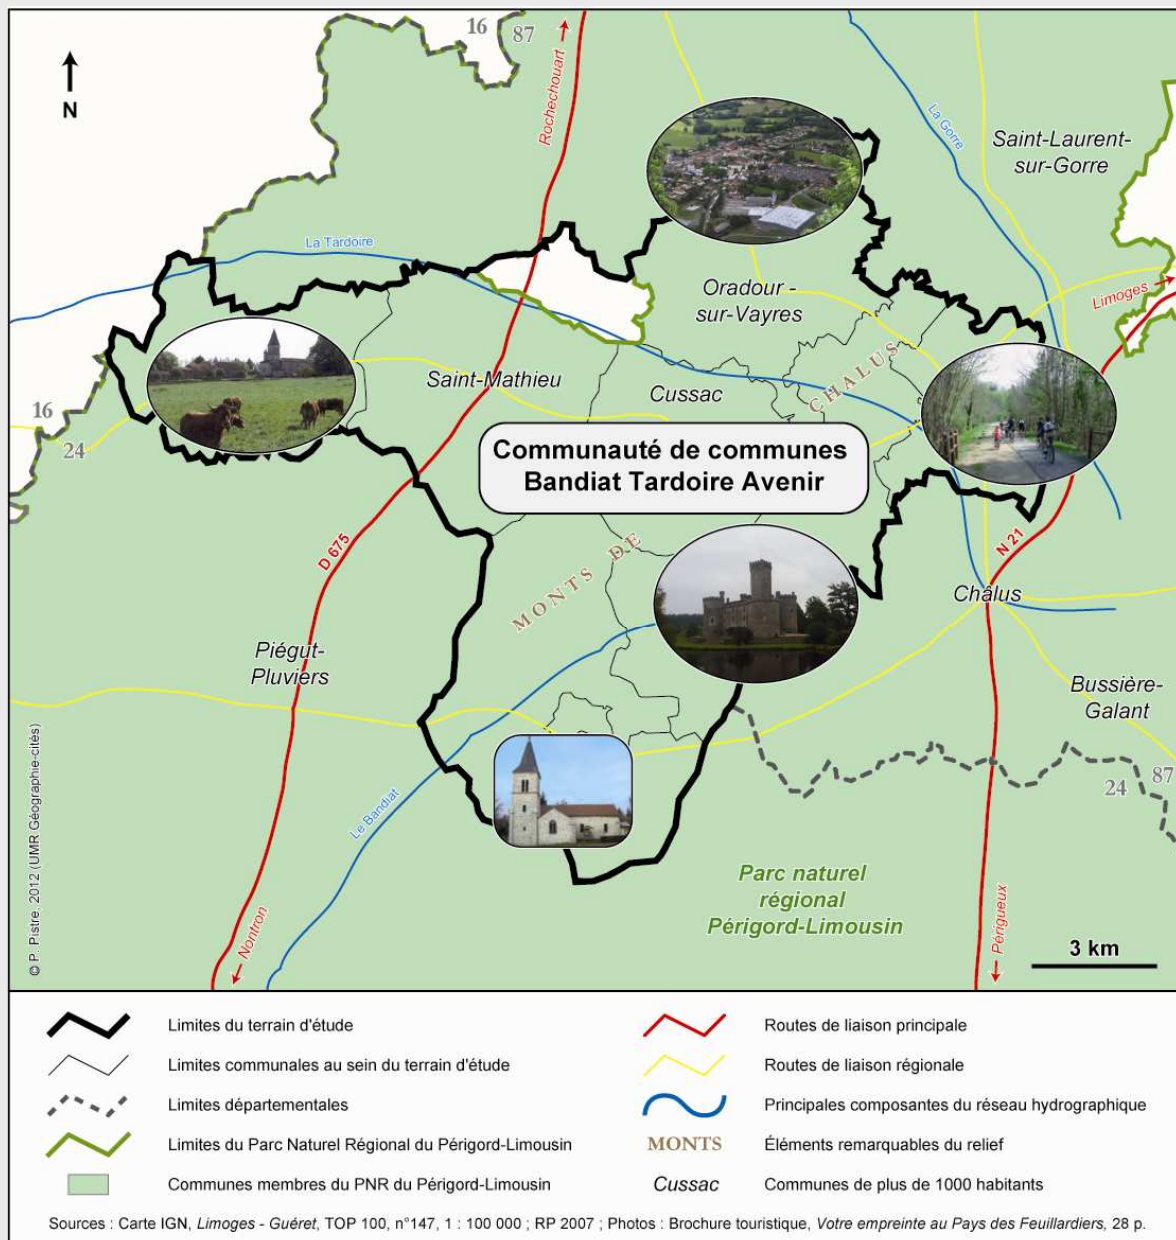 16
87
N
Rochechouart
La Gorre
Saint-Laurent-
sur-Gorre
La Tardoire
Limoges
Oradour -
sur-Vayres
CHALUS
Saint-Mathieu
Cussac
16
24
Communauté de communes
Bandiat Tardoire Avenir
D 675
N 21
MONTS DE
Châlus
Piégut-
Pluviers
Bussière-
Galant
24
87
Le Bandiat
Parc naturel
régional
Périgord-Limousin
Nontron
Périgueux
3 km
© P. Pistre, 2012 (UMR Géographie-cités)
Limites du terrain d'étude
Limites communales au sein du terrain d'étude
Limites départementales
Limites du Parc Naturel Régional du Périgord-Limousin
Communes membres du PNR du Périgord-Limousin
Routes de liaison principale
Routes de liaison régionale
Principales composantes du réseau hydrographique
MONTS Éléments remarquables du relief
Cussac Communes de plus de 1000 habitants
Sources : Carte IGN, Limoges - Guéret, TOP 100, n°147, 1 : 100 000 ; RP 2007 ; Photos : Brochure touristique, Votre empreinte au Pays des Feuillardiers, 28 p.